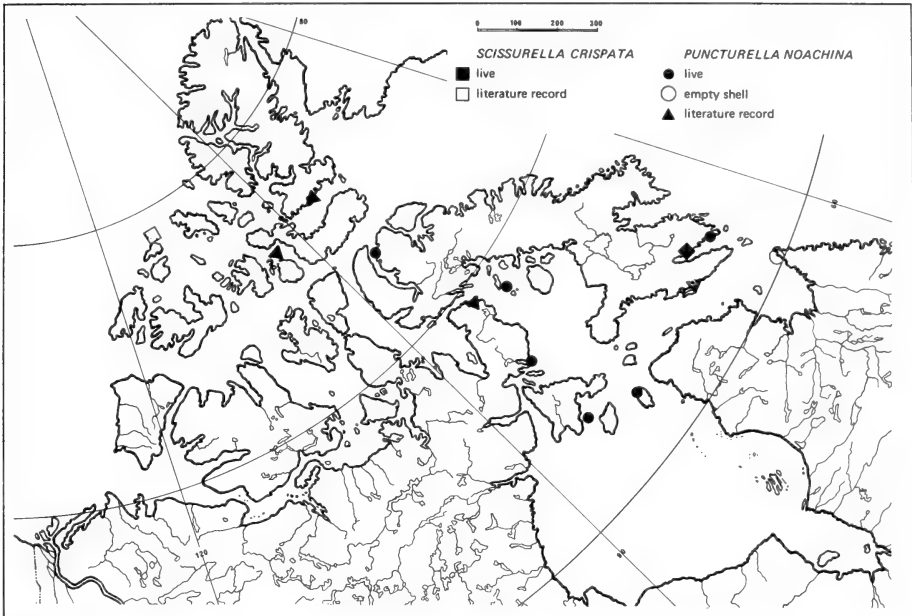 80
0 100 200 300
SCISSURELLA CRISPATA
live
literature record
PUNCTURELLA NOACHINA
live
empty shell
literature record
60
120
80